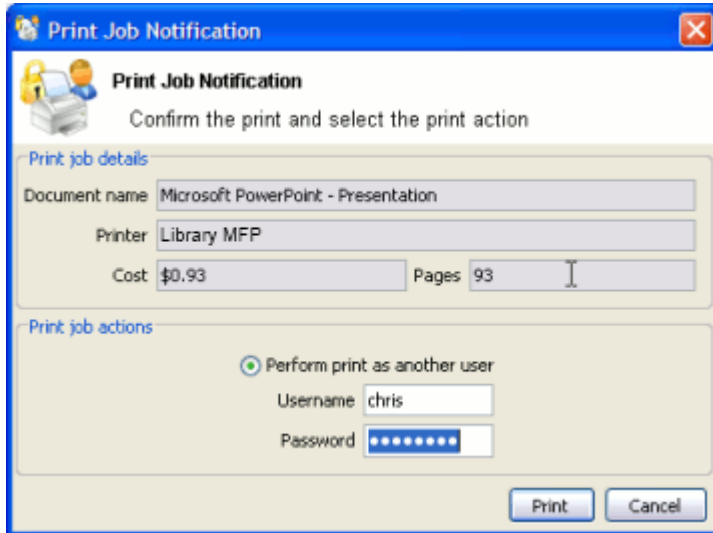 Print Job Notification
Print Job Notification
Confirm the print and select the print action
Print job details
Document name Microsoft PowerPoint - Presentation
Printer Library MFP
Cost $0.93 Pages 93
Print job actions
Perform print as another user
Username chris
Password ••••••••
Print Cancel